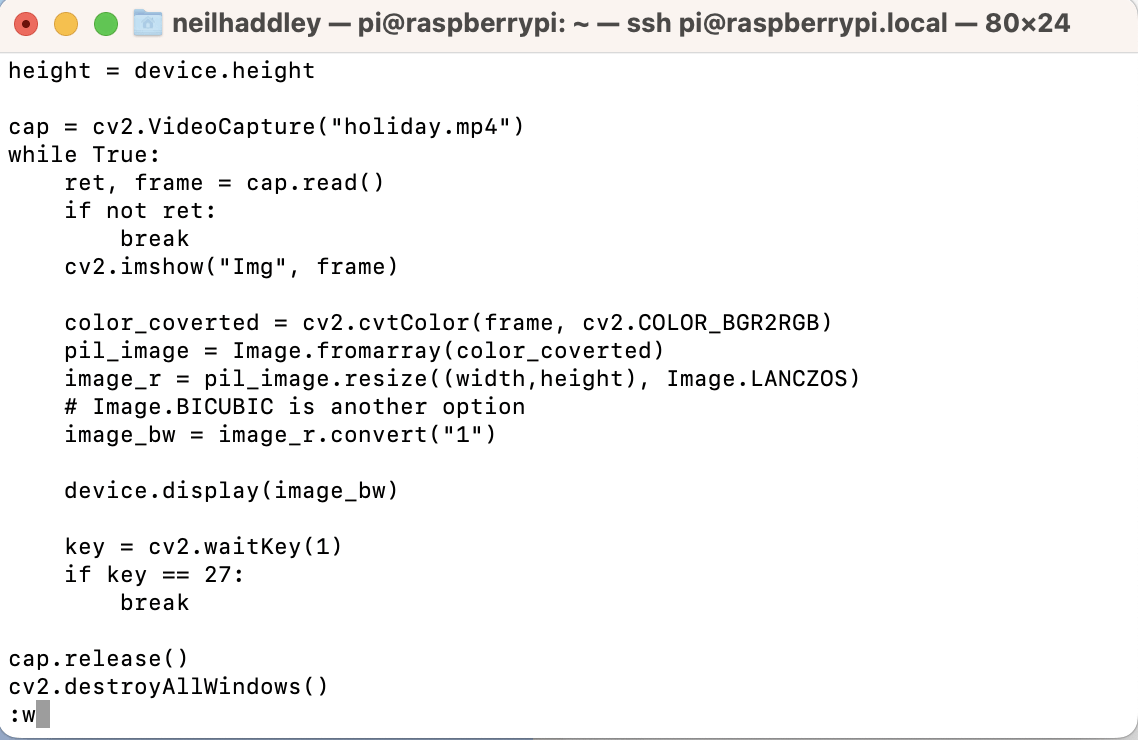 neilhaddley — pi@raspberrypi: ~ — ssh pi@raspberrypi.local — 80×24
height = device.height

cap = cv2.VideoCapture("holiday.mp4")
while True:
    ret, frame = cap.read()
    if not ret:
        break
    cv2.imshow("Img", frame)

    color_coverted = cv2.cvtColor(frame, cv2.COLOR_BGR2RGB)
    pil_image = Image.fromarray(color_coverted)
    image_r = pil_image.resize((width,height), Image.LANCZOS)
    # Image.BICUBIC is another option
    image_bw = image_r.convert("1")

    device.display(image_bw)

    key = cv2.waitKey(1)
    if key == 27:
        break

cap.release()
cv2.destroyAllWindows()
:w